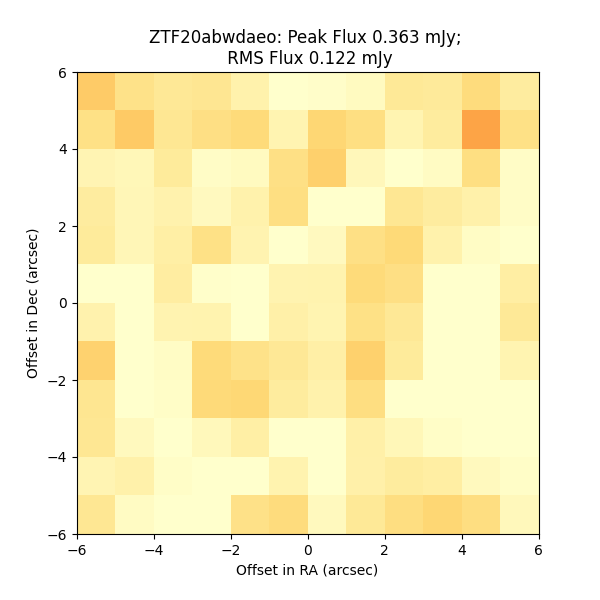 ZTF20abwdaeo: Peak Flux 0.363 mJy;
RMS Flux 0.122 mJy
6
4
2
0
−2
−4
−6
Offset in Dec (arcsec)
−6 −4 −2 0 2 4 6
Offset in RA (arcsec)